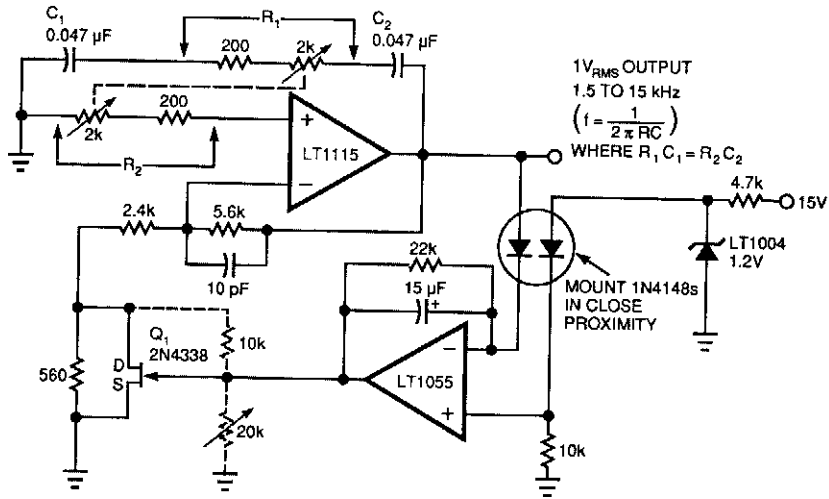 C1
0.047 µF
R1
200
2k
C2
0.047 µF
1VRMS OUTPUT
1.5 TO 15 kHz
(f = 1 / 2 π RC)
WHERE R1C1 = R2C2
2k
200
+
LT1115
−
R2
4.7k
15V
2.4k
5.6k
10 pF
22k
15 µF
+
LT1004
1.2V
MOUNT 1N4148s
IN CLOSE
PROXIMITY
Q1
2N4338
10k
560
D
S
−
LT1055
+
20k
10k